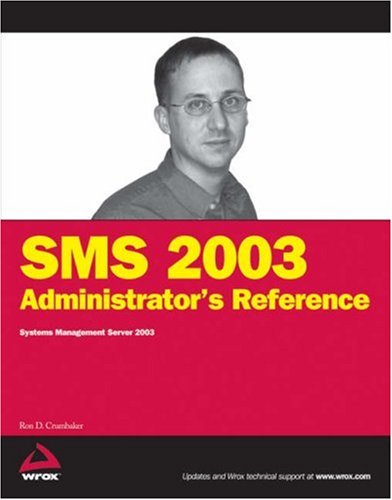 SMS 2003
Administrator's Reference
Systems Management Server 2003
Ron D. Crumbaker
wrox
Updates and Wrox technical support at www.wrox.com